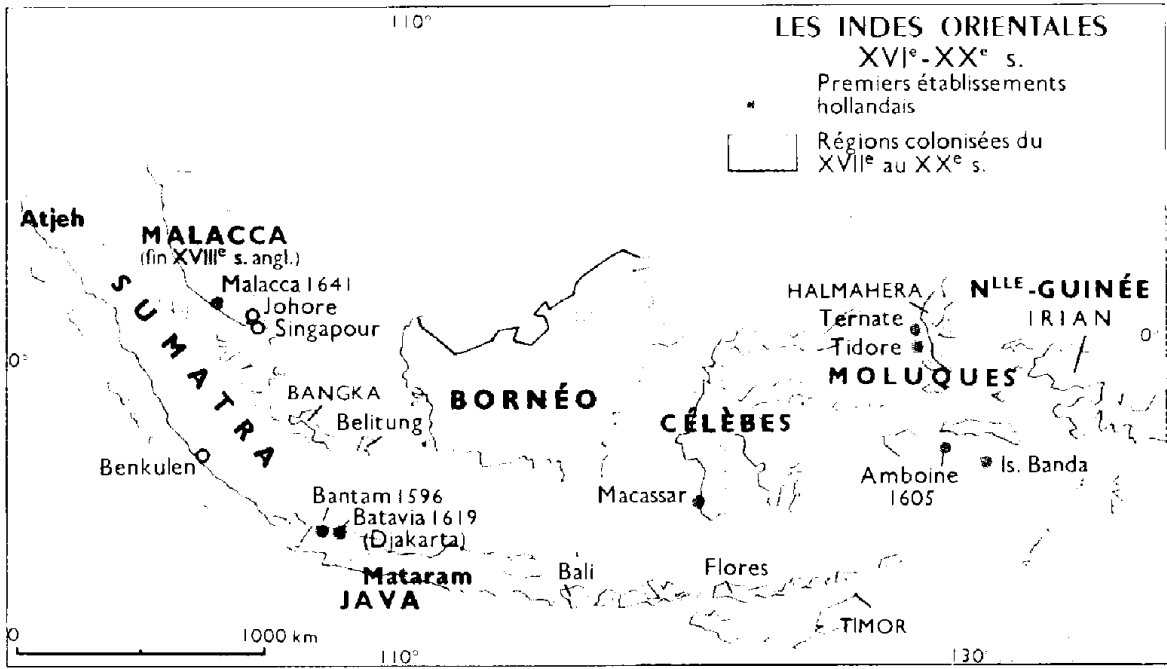 110°
LES INDES ORIENTALES
XVIe-XXe s.
Premiers établissements
hollandais
Régions colonisées du
XVIIe au XXe s.
Atjeh
MALACCA
(fin XVIIIe s. angl.)
Malacca 1641
Johore
Singapour
SUMATRA
HALMAHERA
Ternate
Tidore
MOLUQUES
NLLE-GUINÉE
IRIAN
0°
0°
BANGKA
Belitung
BORNÉO
CÉLÈBES
Benkulen
Macassar
Amboine
1605
Is. Banda
Bantam 1596
Batavia 1619
(Djakarta)
Mataram
JAVA
Bali
Flores
TIMOR
0
1000 km
110°
130°